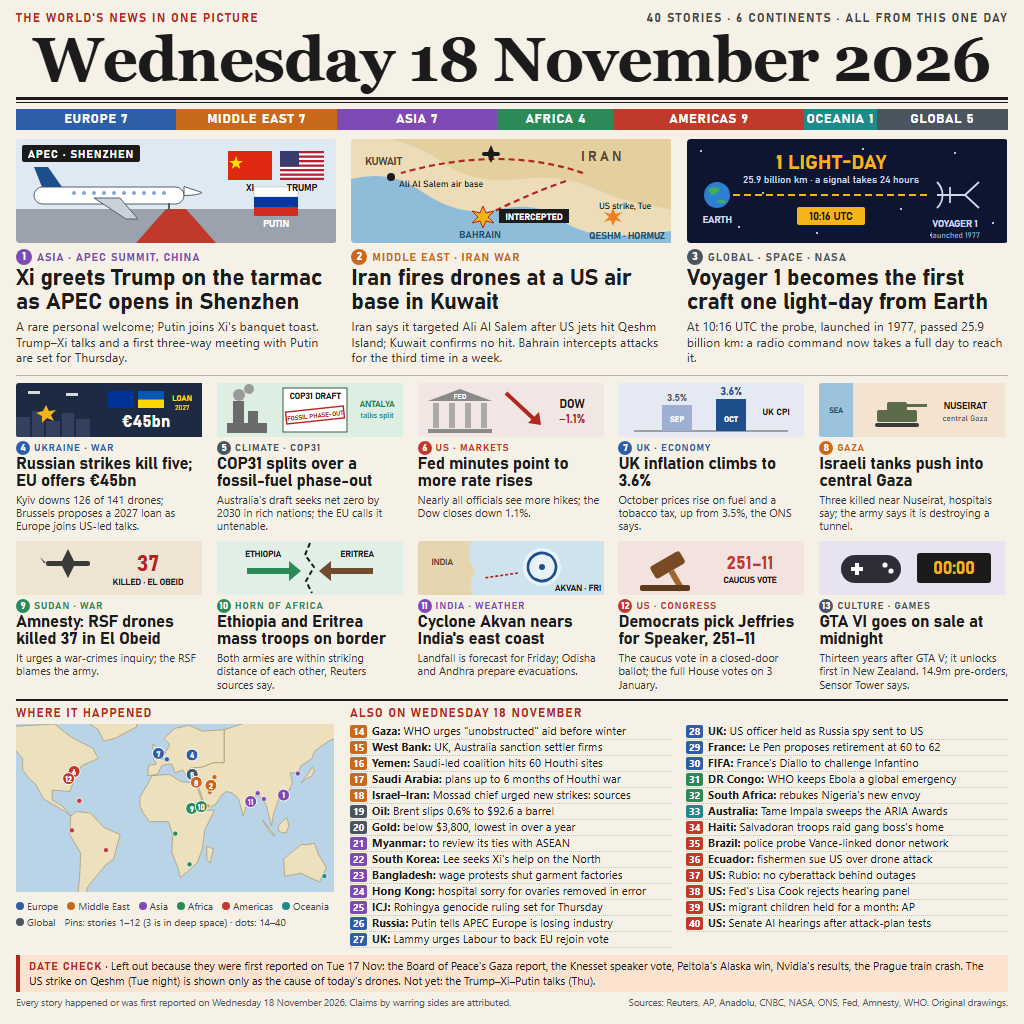 THE WORLD'S NEWS IN ONE PICTURE
40 STORIES · 6 CONTINENTS · ALL FROM THIS ONE DAY
Wednesday 18 November 2026
EUROPE 7
MIDDLE EAST 7
ASIA 7
AFRICA 4
AMERICAS 9
OCEANIA 1
GLOBAL 5
APEC · SHENZHEN
XI
TRUMP
PUTIN
1 ASIA · APEC SUMMIT, CHINA
Xi greets Trump on the tarmac
as APEC opens in Shenzhen
A rare personal welcome; Putin joins Xi's banquet toast.
Trump–Xi talks and a first three-way meeting with Putin
are set for Thursday.
KUWAIT
IRAN
Ali Al Salem air base
US strike, Tue
INTERCEPTED
BAHRAIN
QESHM · HORMUZ
2 MIDDLE EAST · IRAN WAR
Iran fires drones at a US air
base in Kuwait
Iran says it targeted Ali Al Salem after US jets hit Qeshm
Island; Kuwait confirms no hit. Bahrain intercepts attacks
for the third time in a week.
1 LIGHT-DAY
25.9 billion km · a signal takes 24 hours
EARTH
10:16 UTC
VOYAGER 1
launched 1977
3 GLOBAL · SPACE · NASA
Voyager 1 becomes the first
craft one light-day from Earth
At 10:16 UTC the probe, launched in 1977, passed 25.9
billion km: a radio command now takes a full day to reach
it.
LOAN
2027
€45bn
4 UKRAINE · WAR
Russian strikes kill five;
EU offers €45bn
Kyiv downs 126 of 141 drones;
Brussels proposes a 2027 loan as
Europe joins US-led talks.
COP31 DRAFT
FOSSIL PHASE-OUT
ANTALYA
talks split
5 CLIMATE · COP31
COP31 splits over a
fossil-fuel phase-out
Australia's draft seeks net zero by
2030 in rich nations; the EU calls it
untenable.
FED
DOW
−1.1%
6 US · MARKETS
Fed minutes point to
more rate rises
Nearly all officials see more hikes; the
Dow closes down 1.1%.
3.5%
3.6%
SEP
OCT
UK CPI
7 UK · ECONOMY
UK inflation climbs to
3.6%
October prices rise on fuel and a
tobacco tax, up from 3.5%, the ONS
says.
SEA
NUSEIRAT
central Gaza
8 GAZA
Israeli tanks push into
central Gaza
Three killed near Nuseirat, hospitals
say; the army says it is destroying a
tunnel.
37
KILLED · EL OBEID
9 SUDAN · WAR
Amnesty: RSF drones
killed 37 in El Obeid
It urges a war-crimes inquiry; the RSF
blames the army.
ETHIOPIA
ERITREA
10 HORN OF AFRICA
Ethiopia and Eritrea
mass troops on border
Both armies are within striking
distance of each other, Reuters
sources say.
INDIA
AKVAN · FRI
11 INDIA · WEATHER
Cyclone Akvan nears
India's east coast
Landfall is forecast for Friday; Odisha
and Andhra prepare evacuations.
251–11
CAUCUS VOTE
12 US · CONGRESS
Democrats pick Jeffries
for Speaker, 251–11
The caucus vote in a closed-door
ballot; the full House votes on 3
January.
00:00
13 CULTURE · GAMES
GTA VI goes on sale at
midnight
Thirteen years after GTA V; it unlocks
first in New Zealand. 14.9m pre-orders,
Sensor Tower says.
WHERE IT HAPPENED
7
4
5
8
2
6
12
9
10
11
1
Europe
Middle East
Asia
Africa
Americas
Oceania
Global
Pins: stories 1–12 (3 is in deep space) · dots: 14–40
ALSO ON WEDNESDAY 18 NOVEMBER
14 Gaza: WHO urges "unobstructed" aid before winter
15 West Bank: UK, Australia sanction settler firms
16 Yemen: Saudi-led coalition hits 60 Houthi sites
17 Saudi Arabia: plans up to 6 months of Houthi war
18 Israel–Iran: Mossad chief urged new strikes: sources
19 Oil: Brent slips 0.6% to $92.6 a barrel
20 Gold: below $3,800, lowest in over a year
21 Myanmar: to review its ties with ASEAN
22 South Korea: Lee seeks Xi's help on the North
23 Bangladesh: wage protests shut garment factories
24 Hong Kong: hospital sorry for ovaries removed in error
25 ICJ: Rohingya genocide ruling set for Thursday
26 Russia: Putin tells APEC Europe is losing industry
27 UK: Lammy urges Labour to back EU rejoin vote
28 UK: US officer held as Russia spy sent to US
29 France: Le Pen proposes retirement at 60 to 62
30 FIFA: France's Diallo to challenge Infantino
31 DR Congo: WHO keeps Ebola a global emergency
32 South Africa: rebukes Nigeria's new envoy
33 Australia: Tame Impala sweeps the ARIA Awards
34 Haiti: Salvadoran troops raid gang boss's home
35 Brazil: police probe Vance-linked donor network
36 Ecuador: fishermen sue US over drone attack
37 US: Rubio: no cyberattack behind outages
38 US: Fed's Lisa Cook rejects hearing panel
39 US: migrant children held for a month: AP
40 US: Senate AI hearings after attack-plan tests
DATE CHECK · Left out because they were first reported on Tue 17 Nov: the Board of Peace's Gaza report, the Knesset speaker vote, Peltola's Alaska win, Nvidia's results, the Prague train crash. The
US strike on Qeshm (Tue night) is shown only as the cause of today's drones. Not yet: the Trump–Xi–Putin talks (Thu).
Every story happened or was first reported on Wednesday 18 November 2026. Claims by warring sides are attributed.
Sources: Reuters, AP, Anadolu, CNBC, NASA, ONS, Fed, Amnesty, WHO. Original drawings.